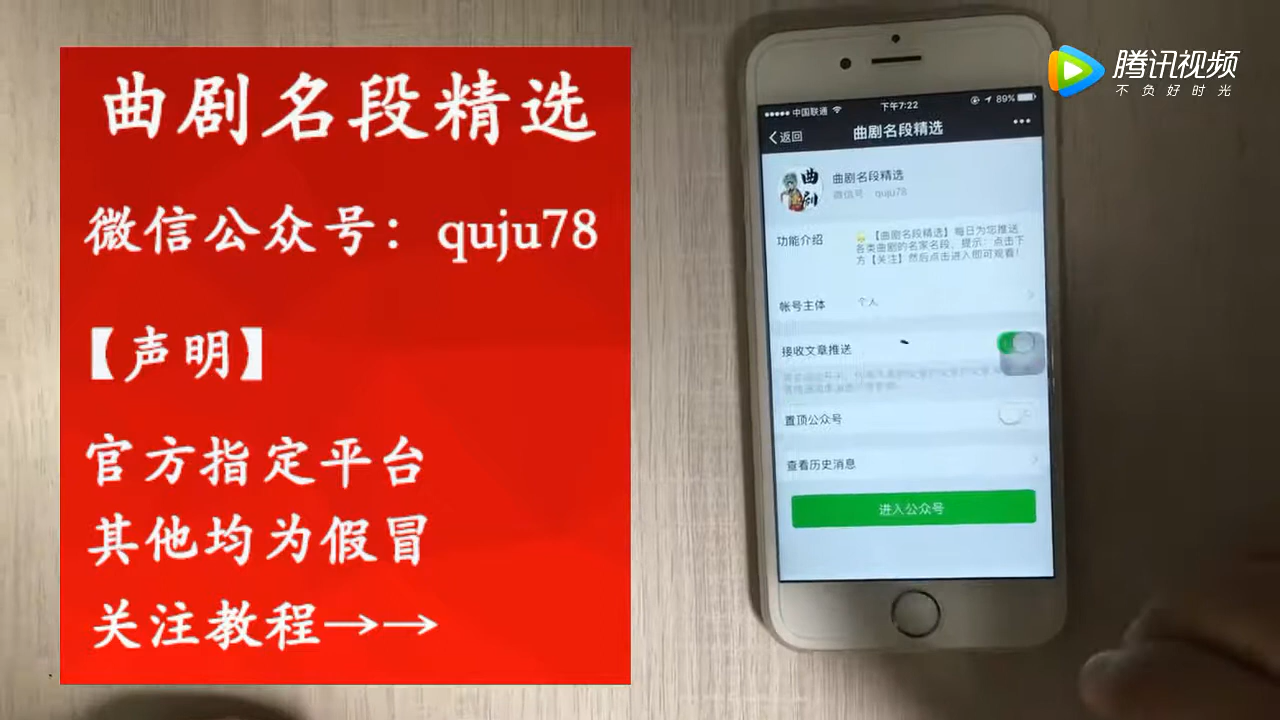 曲剧名段精选
微信公众号：quju78
【声明】
官方指定平台
其他均为假冒
关注教程→→
腾讯视频
不负好时光
中国联通
下午7:22
89%
返回
曲剧名段精选
曲剧
曲剧名段精选
微信号：quju78
功能介绍
【曲剧名段精选】每日为您推送
各类曲剧的名家名段，提示：点击下
方【关注】然后点击进入即可观看！
帐号主体
个人
接收文章推送
置顶公众号
查看历史消息
进入公众号